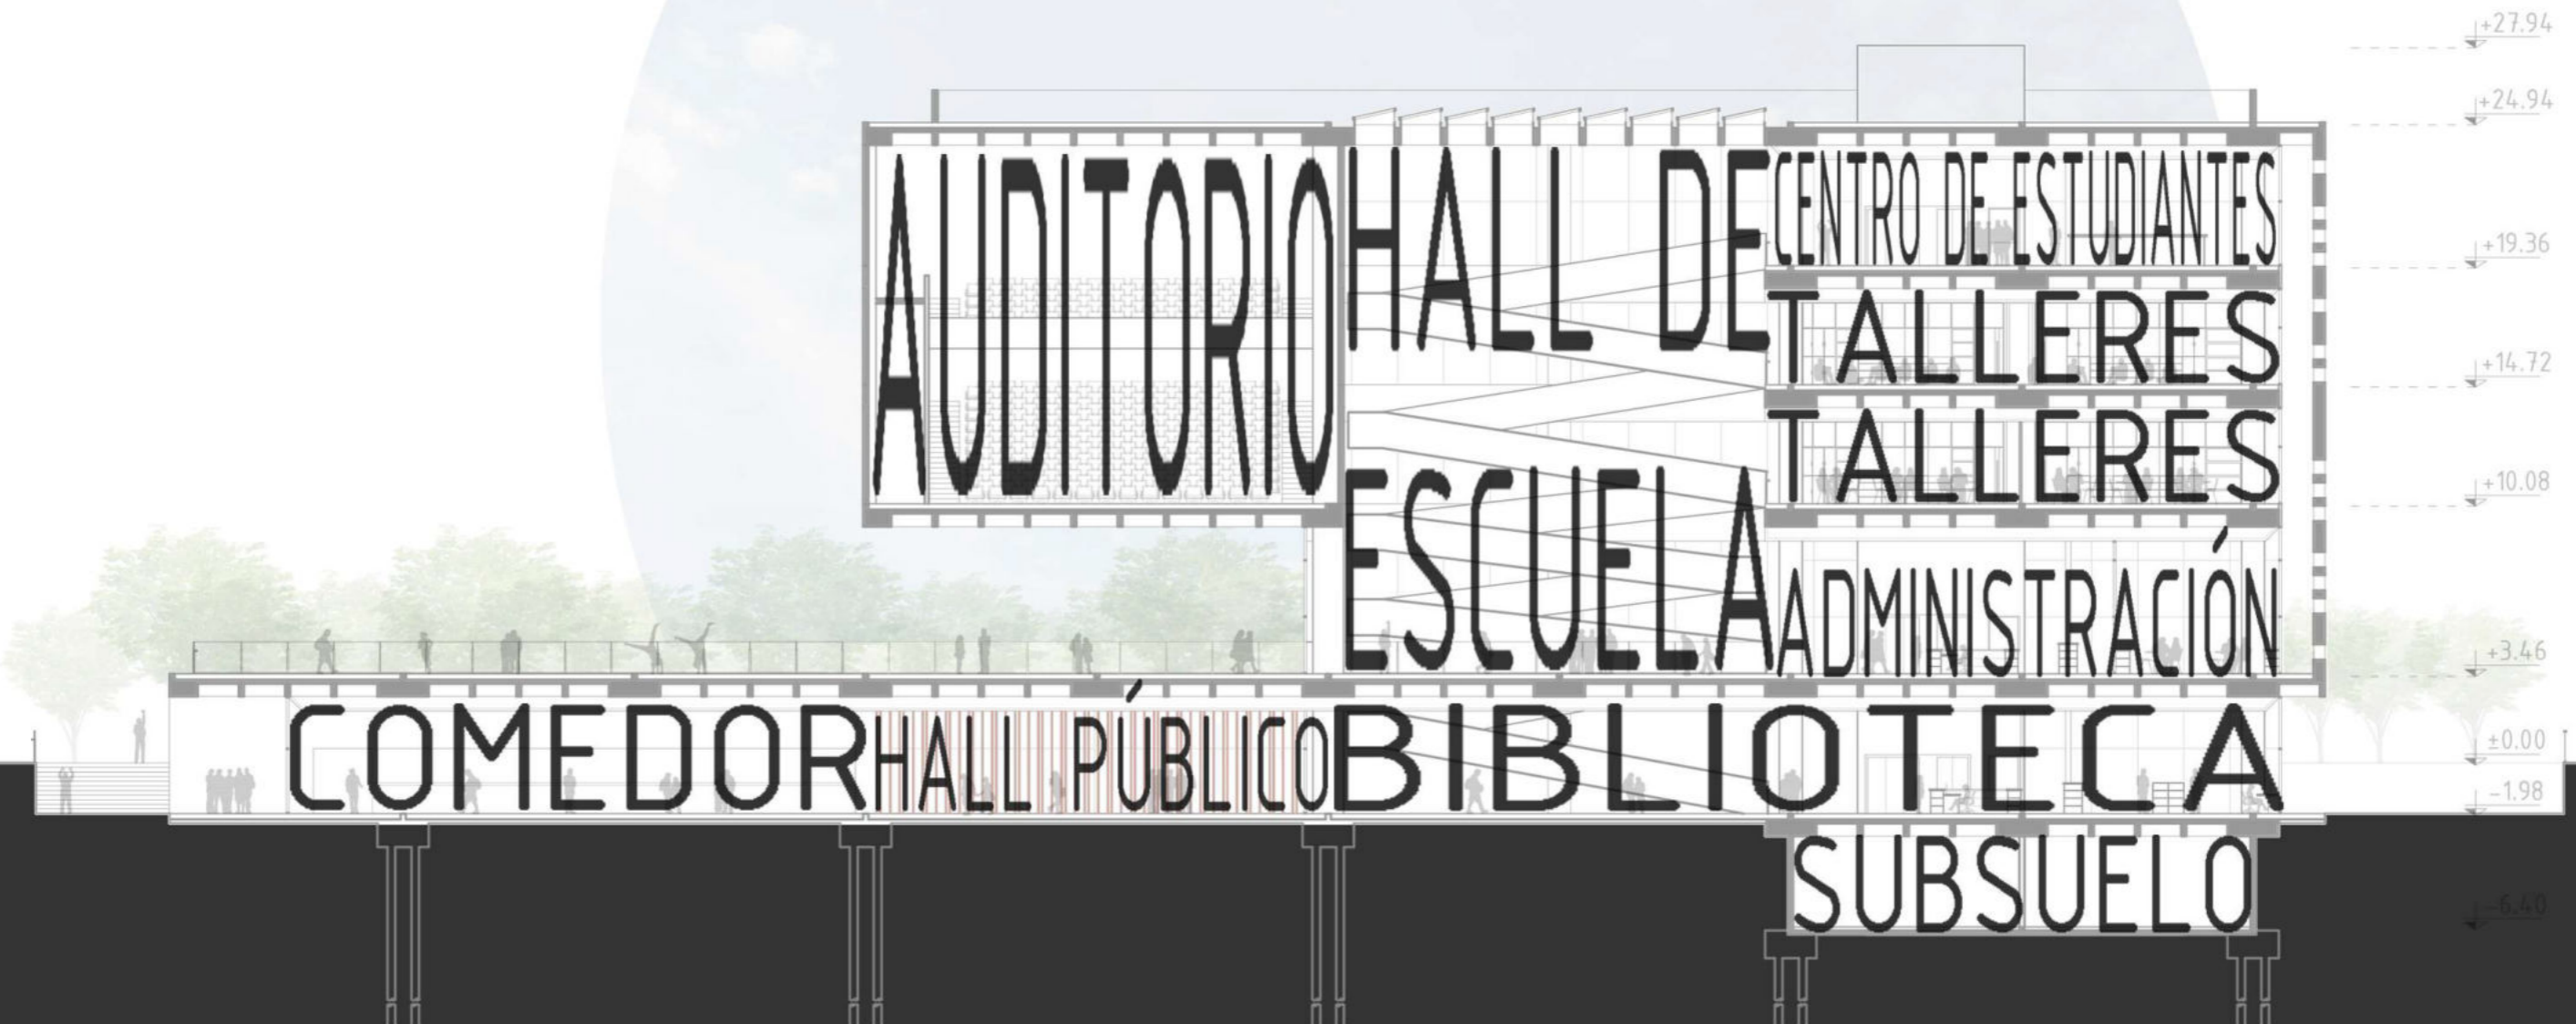 +27.94
+24.94
AUDITORIO
HALL DE
ESCUELA
CENTRO DE ESTUDIANTES
+19.36
TALLERES
+14.72
TALLERES
+10.08
ADMINISTRACIÓN
+3.46
COMEDOR
HALL PÚBLICO
BIBLIOTECA
±0.00
-1.98
SUBSUELO
-6.40